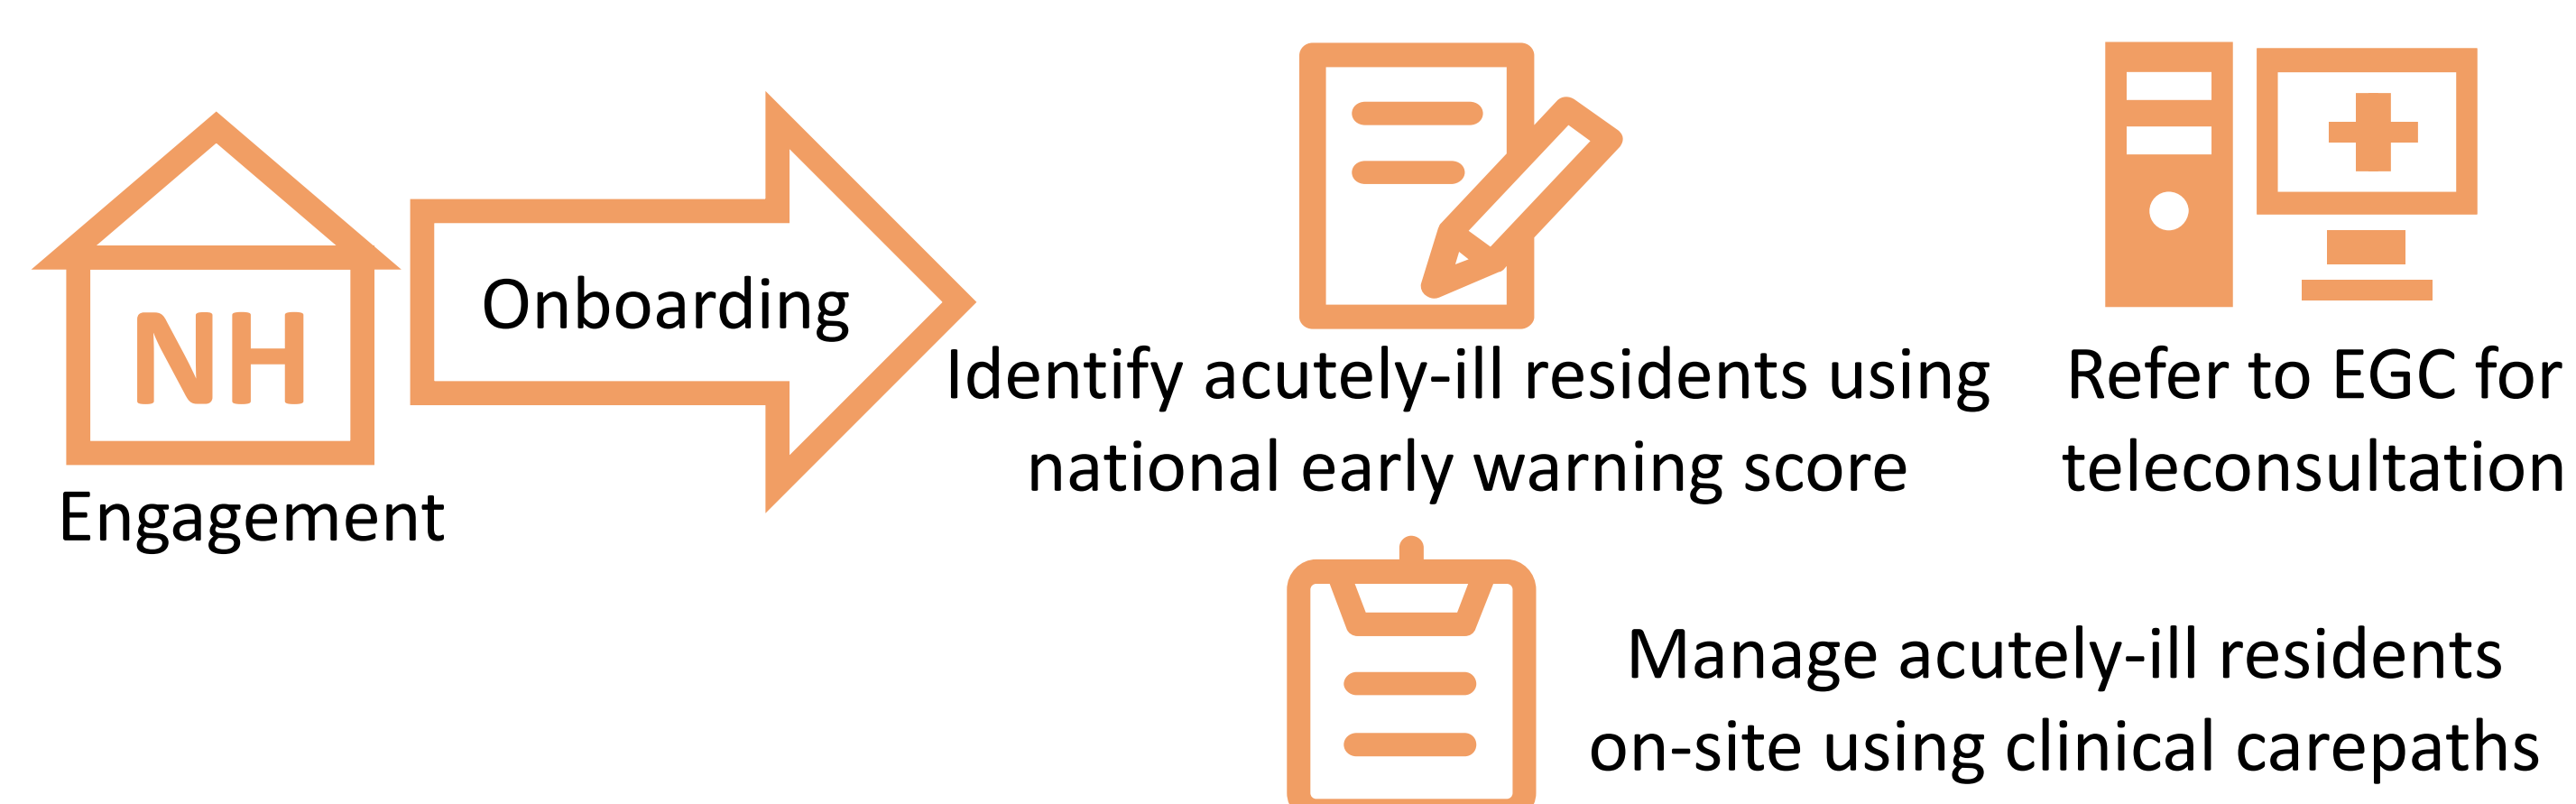 NH
Engagement
Onboarding
Identify acutely-ill residents using
national early warning score
Refer to EGC for
teleconsultation
Manage acutely-ill residents
on-site using clinical carepaths